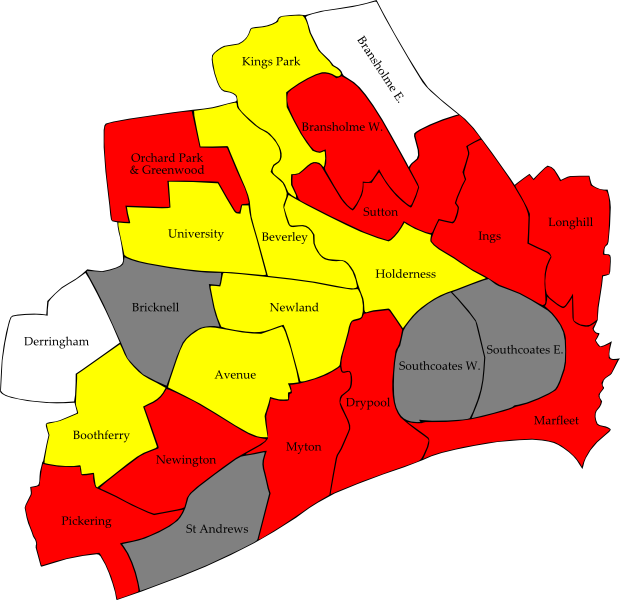 Kings Park
Bransholme E.
Bransholme W.
Orchard Park
& Greenwood
Sutton
Longhill
University
Beverley
Ings
Holderness
Bricknell
Newland
Derringham
Southcoates W.
Southcoates E.
Avenue
Drypool
Marfleet
Boothferry
Newington
Myton
Pickering
St Andrews